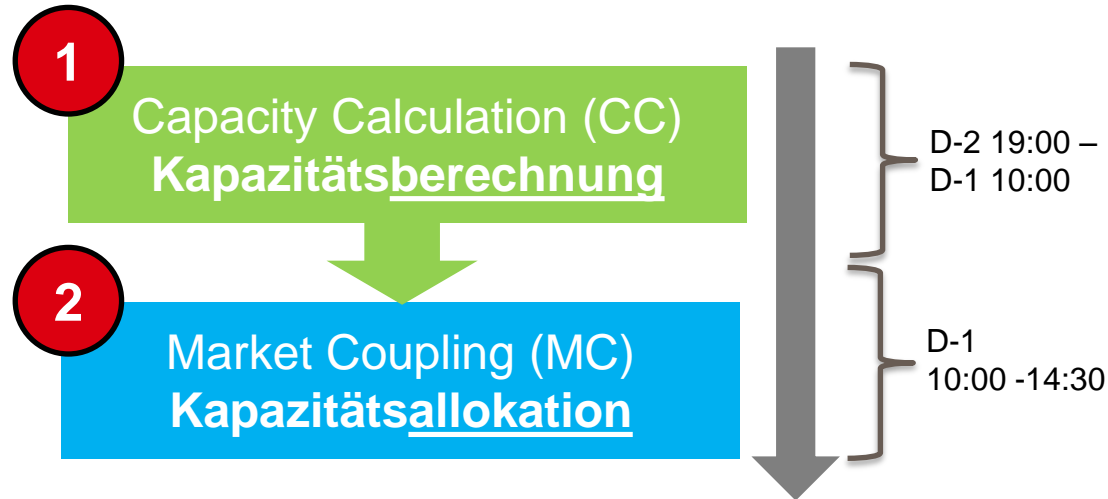 1
Capacity Calculation (CC)
Kapazitätsberechnung
D-2 19:00 –
D-1 10:00
2
Market Coupling (MC)
Kapazitätsallokation
D-1
10:00 -14:30